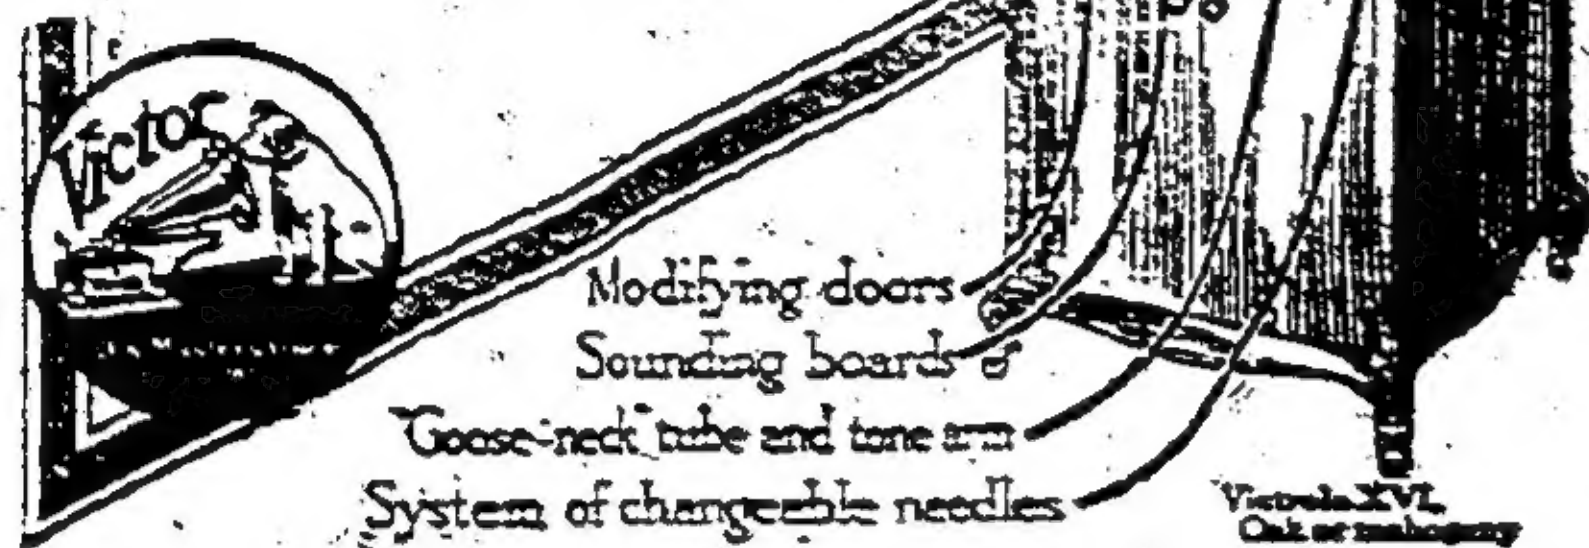 Victor
Modifying doors
Sounding boards
"Goose-neck" tube and tone arm
System of changeable needles
Victrola XVI,
Oak or mahogany